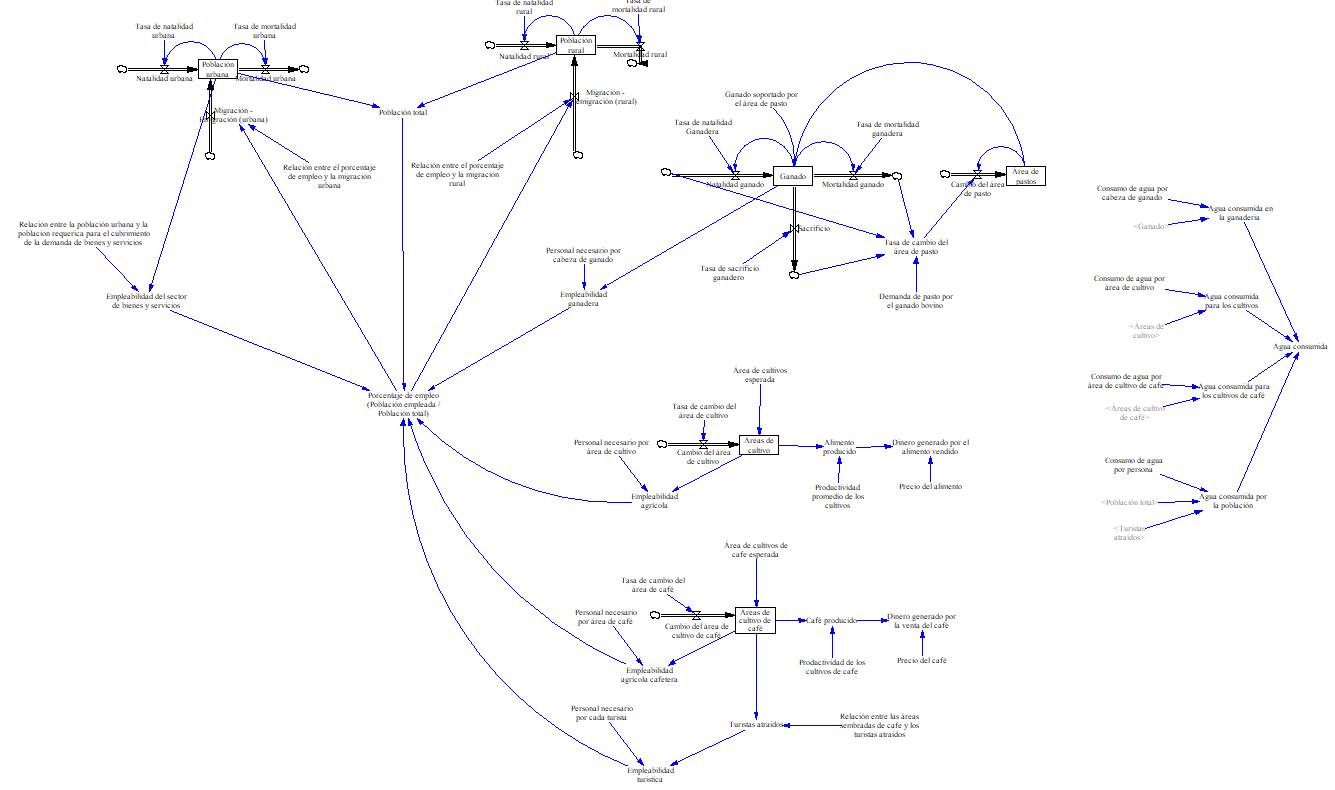 Tasa de natalidad
rural
Tasa de
mortalidad rural
Tasa de natalidad
urbana
Tasa de mortalidad
urbana
Población
urbana
Natalidad urbana
Mortalidad urbana
Población
rural
Natalidad rural
Mortalidad rural
Migración -
emigración (urbana)
Población total
Migración -
emigración (rural)
Relación entre el porcentaje
de empleo y la migración
urbana
Relación entre el porcentaje
de empleo y la migración
rural
Ganado soportado por
el área de pasto
Tasa de natalidad
Ganadera
Tasa de mortalidad
ganadera
Ganado
Natalidad ganado
Mortalidad ganado
Cambio del área
de pasto
Área de
pastos
Sacrificio
Tasa de sacrificio
ganadero
Tasa de cambio del
área de pasto
Demanda de pasto por
el ganado bovino
Relación entre la población urbana y la
población requerica para el cubrimiento
de la demanda de bienes y servicios
Empleabilidad del sector
de bienes y servicios
Personal necesario por
cabeza de ganado
Empleabilidad
ganadera
Porcentaje de empleo
(Población empleada /
Población total)
Área de cultivos
esperada
Tasa de cambio del
área de cultivo
Personal necesario por
área de cultivo
Cambio del área
de cultivo
Áreas de
cultivo
Alimento
producido
Dinero generado por el
alimento vendido
Empleabilidad
agrícola
Productividad
promedio de los
cultivos
Precio del alimento
Área de cultivos de
cafe esperada
Tasa de cambio del
área de café
Personal necesario
por área de café
Cambio del área de
cultivo de café
Áreas de
cultivo de
café
Café producido
Dinero generado por
la venta del café
Empleabilidad
agrícola cafetera
Productividad de los
cultivos de cafe
Precio del café
Personal necesario
por cada turista
Turistas atraidos
Relación entre las áreas
sembradas de cafe y los
turistas atraidos
Empleabilidad
turística
Consumo de agua por
cabeza de ganado
<Ganado>
Agua consumida en
la ganaderia
Consumo de agua por
área de cultivo
<Áreas de
cultivo>
Agua consumida
para los cultivos
Agua consumida
Consumo de agua por
área de cultivo de cafe
<Áreas de cultivo
de café>
Agua consumida para
los cultivos de café
Consumo de agua
por persona
<Población total>
<Turistas
atraidos>
Agua consumida por
la población